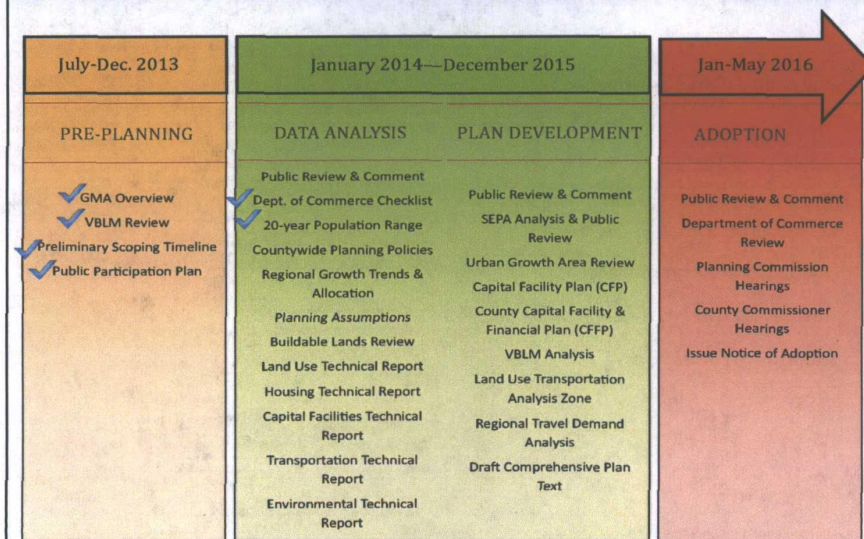 July-Dec. 2013
January 2014—December 2015
Jan-May 2016
PRE-PLANNING
GMA Overview
VBLM Review
Preliminary Scoping Timeline
Public Participation Plan
DATA ANALYSIS
Public Review & Comment
Dept. of Commerce Checklist
20-year Population Range
Countywide Planning Policies
Regional Growth Trends &
Allocation
Planning Assumptions
Buildable Lands Review
Land Use Technical Report
Housing Technical Report
Capital Facilities Technical
Report
Transportation Technical
Report
Environmental Technical
Report
PLAN DEVELOPMENT
Public Review & Comment
SEPA Analysis & Public
Review
Urban Growth Area Review
Capital Facility Plan (CFP)
County Capital Facility &
Financial Plan (CFFP)
VBLM Analysis
Land Use Transportation
Analysis Zone
Regional Travel Demand
Analysis
Draft Comprehensive Plan
Text
ADOPTION
Public Review & Comment
Department of Commerce
Review
Planning Commission
Hearings
County Commissioner
Hearings
Issue Notice of Adoption